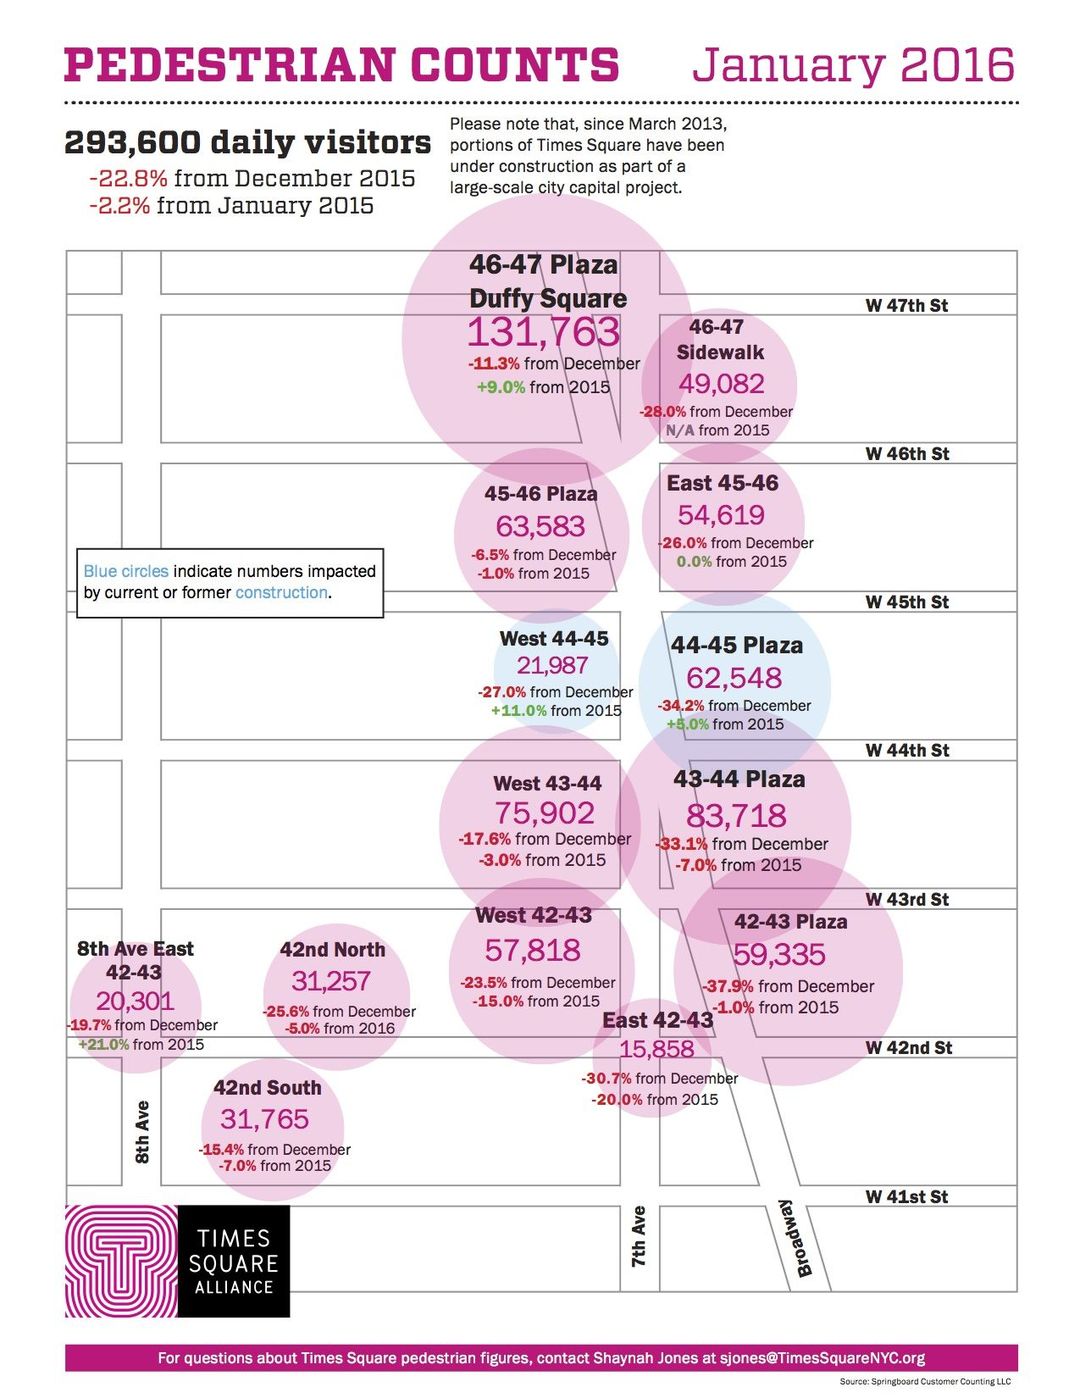 PEDESTRIAN COUNTS January 2016
293,600 daily visitors
-22.8% from December 2015
-2.2% from January 2015
Please note that, since March 2013,
portions of Times Square have been
under construction as part of a
large-scale city capital project.
46-47 Plaza
Duffy Square
131,763
-11.3% from December
+9.0% from 2015
W 47th St
46-47
Sidewalk
49,082
-28.0% from December
N/A from 2015
W 46th St
45-46 Plaza
63,583
-6.5% from December
-1.0% from 2015
East 45-46
54,619
-26.0% from December
0.0% from 2015
Blue circles indicate numbers impacted
by current or former construction.
W 45th St
West 44-45
21,987
-27.0% from December
+11.0% from 2015
44-45 Plaza
62,548
-34.2% from December
+5.0% from 2015
W 44th St
West 43-44
75,902
-17.6% from December
-3.0% from 2015
43-44 Plaza
83,718
-33.1% from December
-7.0% from 2015
W 43rd St
8th Ave East
42-43
20,301
-19.7% from December
+21.0% from 2015
42nd North
31,257
-25.6% from December
-5.0% from 2016
West 42-43
57,818
-23.5% from December
-15.0% from 2015
42-43 Plaza
59,335
-37.9% from December
-1.0% from 2015
East 42-43
15,858
-30.7% from December
-20.0% from 2015
W 42nd St
42nd South
31,765
-15.4% from December
-7.0% from 2015
8th Ave
W 41st St
7th Ave
Broadway
TIMES
SQUARE
ALLIANCE
For questions about Times Square pedestrian figures, contact Shaynah Jones at sjones@TimesSquareNYC.org
Source: Springboard Customer Counting LLC